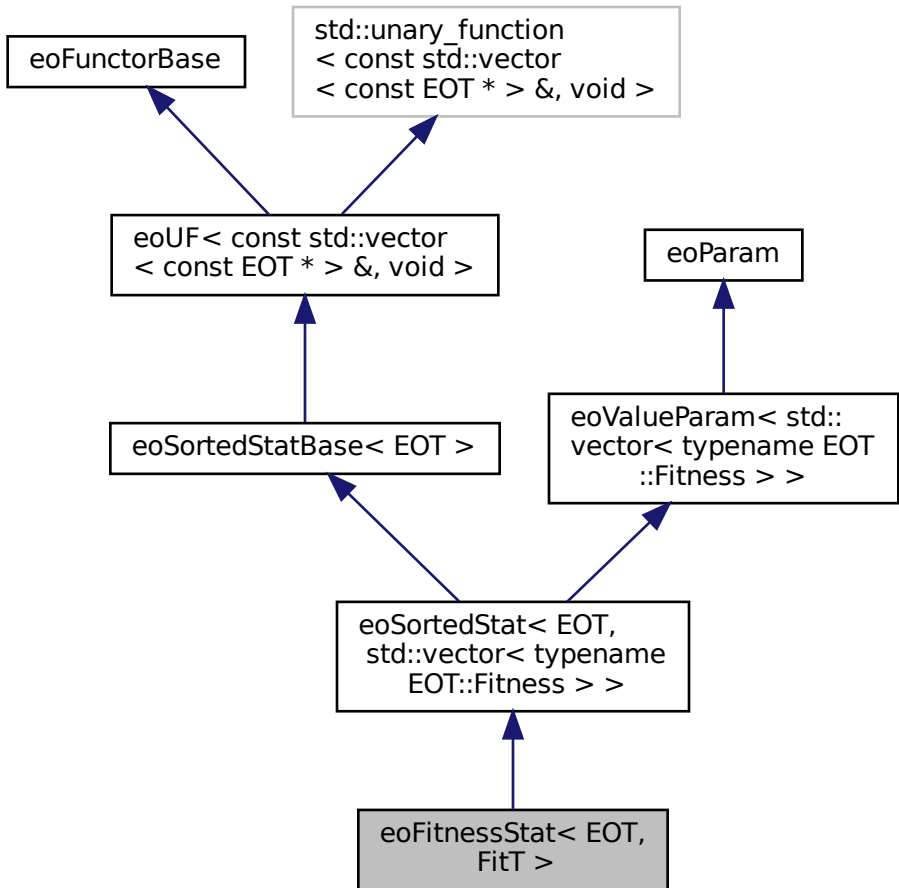 eoFunctorBase
std::unary_function
< const std::vector
< const EOT * > &, void >
eoUF< const std::vector
< const EOT * > &, void >
eoParam
eoSortedStatBase< EOT >
eoValueParam< std::
vector< typename EOT
::Fitness > >
eoSortedStat< EOT,
std::vector< typename
EOT::Fitness > >
eoFitnessStat< EOT,
FitT >